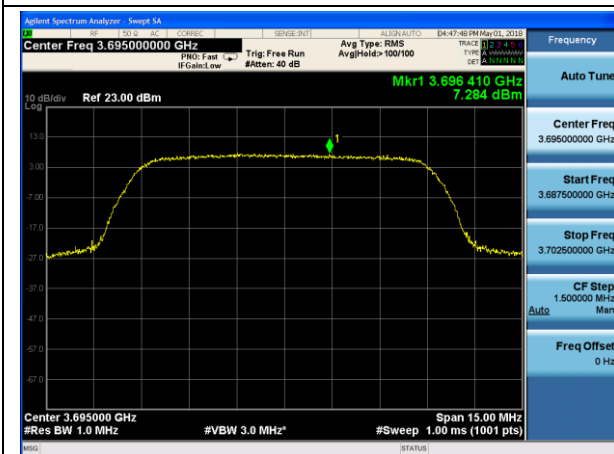 Agilent Spectrum Analyzer - Swept SA
RF 50 Ω AC CORREC SENSE:INT ALIGN AUTO 04:47:48 PM May 01, 2018
Center Freq 3.695000000 GHz
PNO: Fast
IFGain:Low
Trig: Free Run
#Atten: 40 dB
Avg Type: RMS
Avg|Hold>100/100
TRACE 1 2 3 4 5 6
TYPE A WWWWW
DET A N N N N N
Mkr1 3.696 410 GHz
7.284 dBm
10 dB/div Ref 23.00 dBm
Log
1
13.0
3.00
-7.00
-17.0
-27.0
-37.0
-47.0
-57.0
-67.0
Center 3.695000 GHz Span 15.00 MHz
#Res BW 1.0 MHz #VBW 3.0 MHz* #Sweep 1.00 ms (1001 pts)
MSG STATUS
Frequency
Auto Tune
Center Freq
3.695000000 GHz
Start Freq
3.687500000 GHz
Stop Freq
3.702500000 GHz
CF Step
1.500000 MHz
Auto Man
Freq Offset
0 Hz